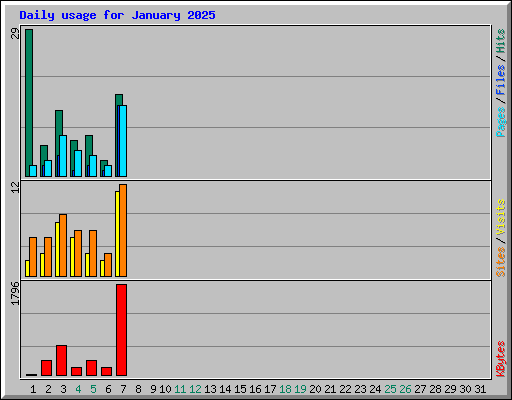 Daily usage for January 2025
29
Pages / Files / Hits
12
Sites / Visits
1796
KBytes
1 2 3 4 5 6 7 8 9 10 11 12 13 14 15 16 17 18 19 20 21 22 23 24 25 26 27 28 29 30 31